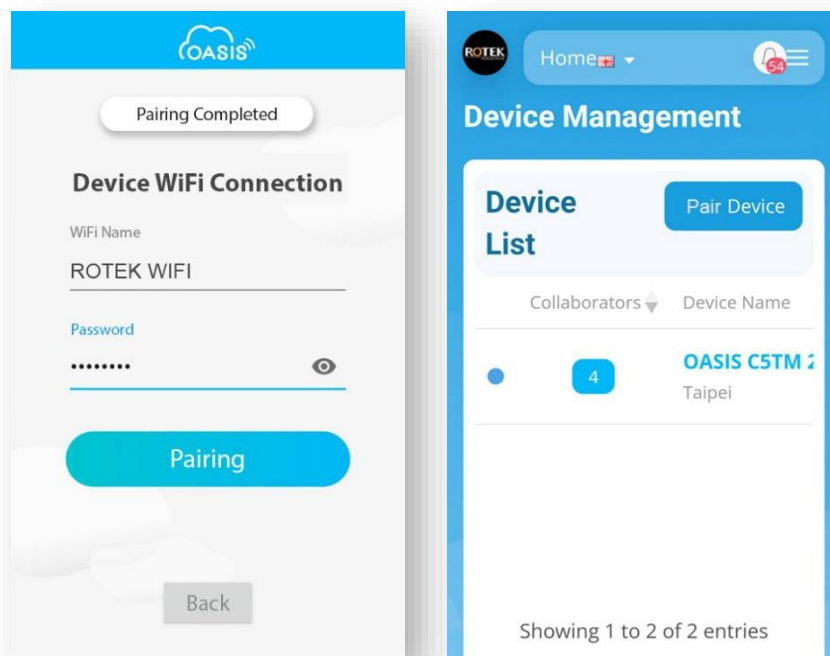 OASIS
Pairing Completed
Device WiFi Connection
WiFi Name
ROTEK WIFI
Password
••••••••
Pairing
Back
ROTEK
Home
54
Device Management
Device
List
Pair Device
Collaborators
Device Name
4
OASIS C5TM 2
Taipei
Showing 1 to 2 of 2 entries